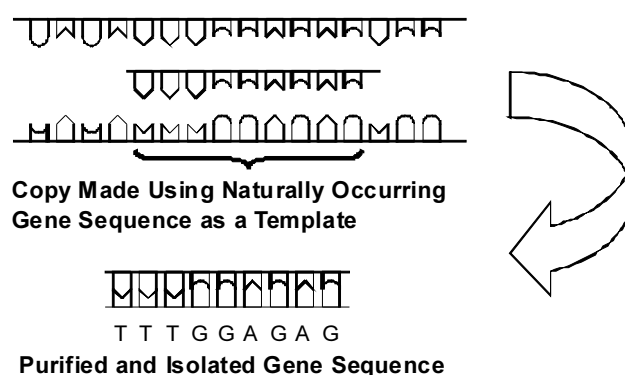 Copy Made Using Naturally Occurring
Gene Sequence as a Template
T T T G G A G A G
Purified and Isolated Gene Sequence